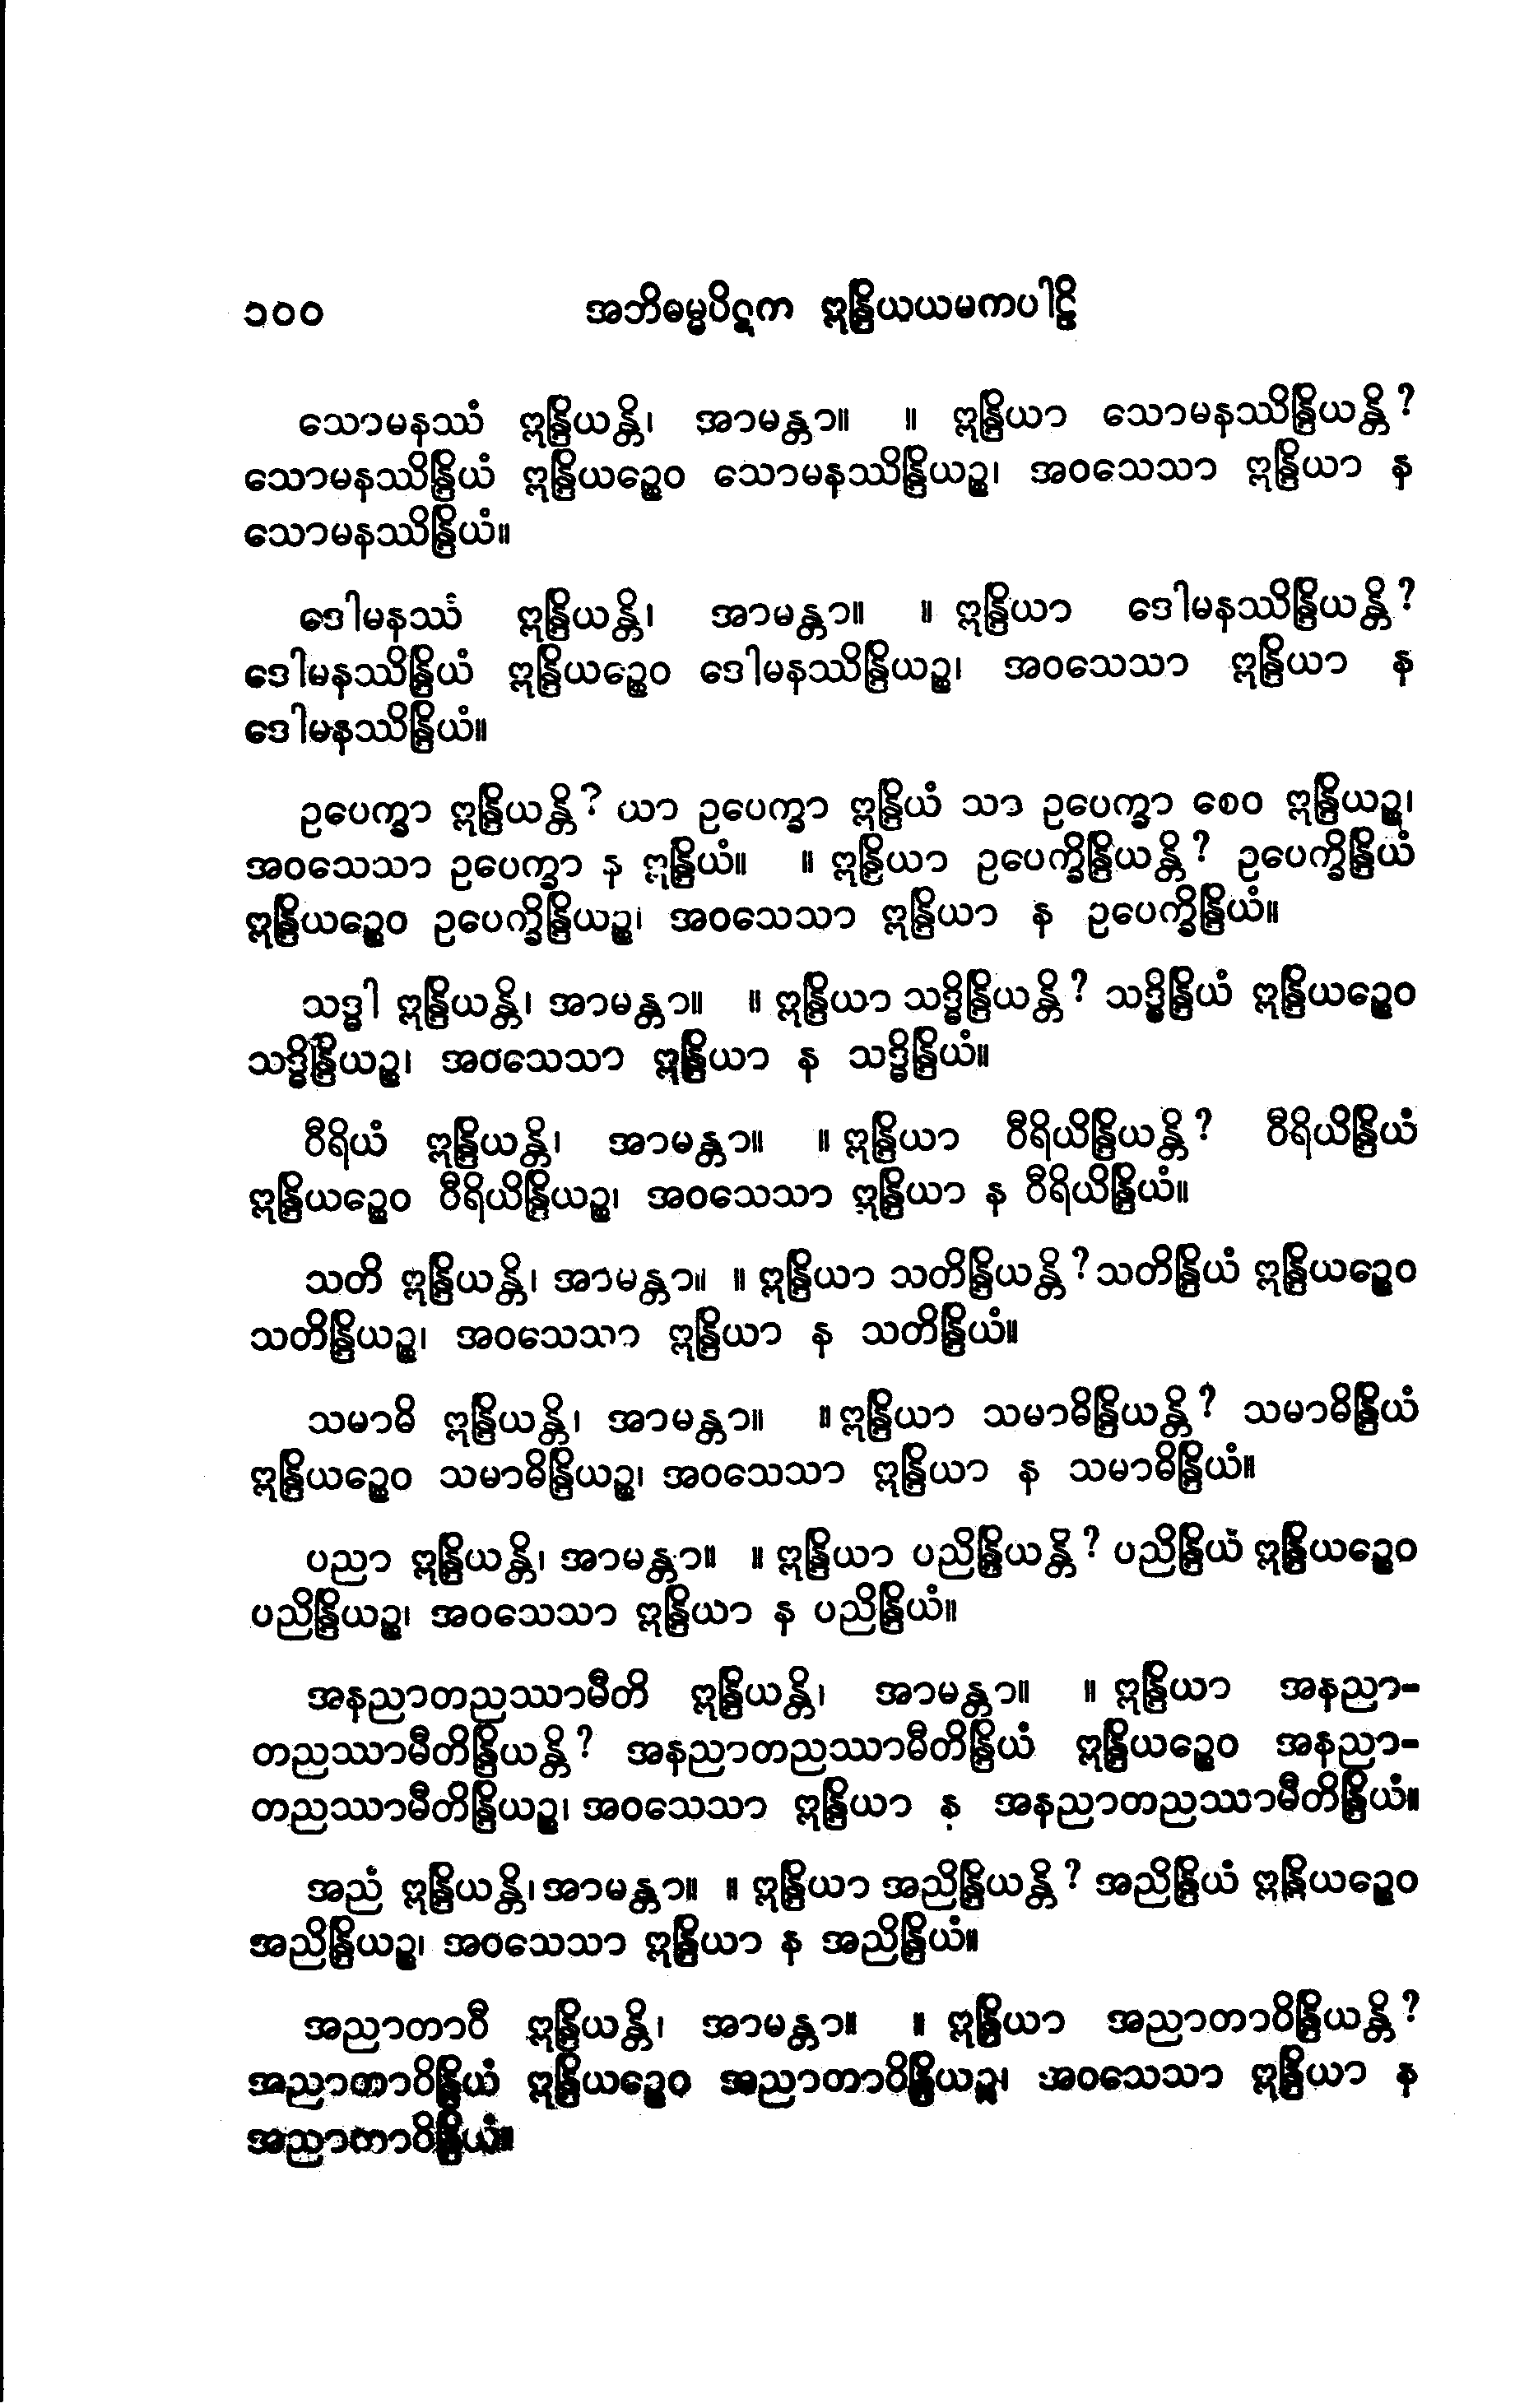 ၁၀၀ အဘိဓမ္မပိဋက ဣန္ဒြိယယမကပါဠိ
သောမနဿံ ဣန္ဒြိယန္တိ၊ အာမန္တာ။ ။ ဣန္ဒြိယာ သောမနဿိန္ဒြိယန္တိ?
သောမနဿိန္ဒြိယံ ဣန္ဒြိယဉ္စေဝ သောမနဿိန္ဒြိယဉ္စ၊ အဝသေသာ ဣန္ဒြိယာ န
သောမနဿိန္ဒြိယံ။
ဒေါမနဿံ ဣန္ဒြိယန္တိ၊ အာမန္တာ။ ။ ဣန္ဒြိယာ ဒေါမနဿိန္ဒြိယန္တိ?
ဒေါမနဿိန္ဒြိယံ ဣန္ဒြိယဉ္စေဝ ဒေါမနဿိန္ဒြိယဉ္စ၊ အဝသေသာ ဣန္ဒြိယာ န
ဒေါမနဿိန္ဒြိယံ။
ဥပေက္ခာ ဣန္ဒြိယန္တိ? ယာ ဥပေက္ခာ ဣန္ဒြိယံ သာ ဥပေက္ခာ စေဝ ဣန္ဒြိယဉ္စ၊
အဝသေသာ ဥပေက္ခာ န ဣန္ဒြိယံ။ ။ ဣန္ဒြိယာ ဥပေက္ခိန္ဒြိယန္တိ? ဥပေက္ခိန္ဒြိယံ
ဣန္ဒြိယဉ္စေဝ ဥပေက္ခိန္ဒြိယဉ္စ၊ အဝသေသာ ဣန္ဒြိယာ န ဥပေက္ခိန္ဒြိယံ။
သဒ္ဓါ ဣန္ဒြိယန္တိ၊ အာမန္တာ။ ။ ဣန္ဒြိယာ သဒ္ဓိန္ဒြိယန္တိ? သဒ္ဓိန္ဒြိယံ ဣန္ဒြိယဉ္စေဝ
သဒ္ဓိန္ဒြိယဉ္စ၊ အဝသေသာ ဣန္ဒြိယာ န သဒ္ဓိန္ဒြိယံ။
ဝီရိယံ ဣန္ဒြိယန္တိ၊ အာမန္တာ။ ။ ဣန္ဒြိယာ ဝီရိယိန္ဒြိယန္တိ? ဝီရိယိန္ဒြိယံ
ဣန္ဒြိယဉ္စေဝ ဝီရိယိန္ဒြိယဉ္စ၊ အဝသေသာ ဣန္ဒြိယာ န ဝီရိယိန္ဒြိယံ။
သတိ ဣန္ဒြိယန္တိ၊ အာမန္တာ။ ။ ဣန္ဒြိယာ သတိန္ဒြိယန္တိ? သတိန္ဒြိယံ ဣန္ဒြိယဉ္စေဝ
သတိန္ဒြိယဉ္စ၊ အဝသေသာ ဣန္ဒြိယာ န သတိန္ဒြိယံ။
သမာဓိ ဣန္ဒြိယန္တိ၊ အာမန္တာ။ ။ ဣန္ဒြိယာ သမာဓိန္ဒြိယန္တိ? သမာဓိန္ဒြိယံ
ဣန္ဒြိယဉ္စေဝ သမာဓိန္ဒြိယဉ္စ၊ အဝသေသာ ဣန္ဒြိယာ န သမာဓိန္ဒြိယံ။
ပညာ ဣန္ဒြိယန္တိ၊ အာမန္တာ။ ။ ဣန္ဒြိယာ ပညိန္ဒြိယန္တိ? ပညိန္ဒြိယံ ဣန္ဒြိယဉ္စေဝ
ပညိန္ဒြိယဉ္စ၊ အဝသေသာ ဣန္ဒြိယာ န ပညိန္ဒြိယံ။
အနညာတညဿာမီတိ ဣန္ဒြိယန္တိ၊ အာမန္တာ။ ။ ဣန္ဒြိယာ အနညာ-
တညဿာမီတိန္ဒြိယန္တိ? အနညာတညဿာမီတိန္ဒြိယံ ဣန္ဒြိယဉ္စေဝ အနညာ-
တညဿာမီတိန္ဒြိယဉ္စ၊ အဝသေသာ ဣန္ဒြိယာ န အနညာတညဿာမီတိန္ဒြိယံ။
အညံ ဣန္ဒြိယန္တိ၊ အာမန္တာ။ ။ ဣန္ဒြိယာ အညိန္ဒြိယန္တိ? အညိန္ဒြိယံ ဣန္ဒြိယဉ္စေဝ
အညိန္ဒြိယဉ္စ၊ အဝသေသာ ဣန္ဒြိယာ န အညိန္ဒြိယံ။
အညာတာဝီ ဣန္ဒြိယန္တိ၊ အာမန္တာ။ ။ ဣန္ဒြိယာ အညာတာဝိန္ဒြိယန္တိ?
အညာတာဝိန္ဒြိယံ ဣန္ဒြိယဉ္စေဝ အညာတာဝိန္ဒြိယဉ္စ၊ အဝသေသာ ဣန္ဒြိယာ န
အညာတာဝိန္ဒြိယံ။